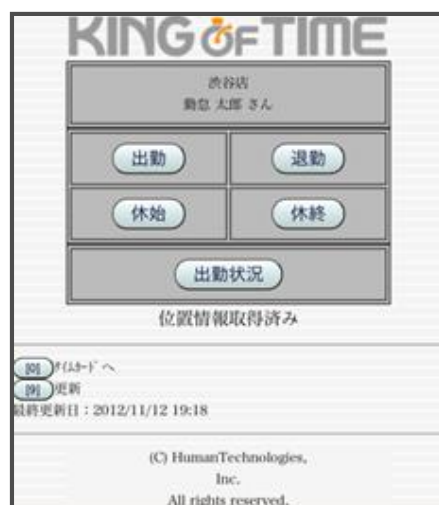 KING OF TIME
渋谷店
勤怠 太郎 さん
出勤
退勤
休始
休終
出勤状況
位置情報取得済み
[0] ﾀｲﾑｶｰﾄﾞ へ
[9] 更新
最終更新日：2012/11/12 19:18
(C) HumanTechnologies,
Inc.
All rights reserved.